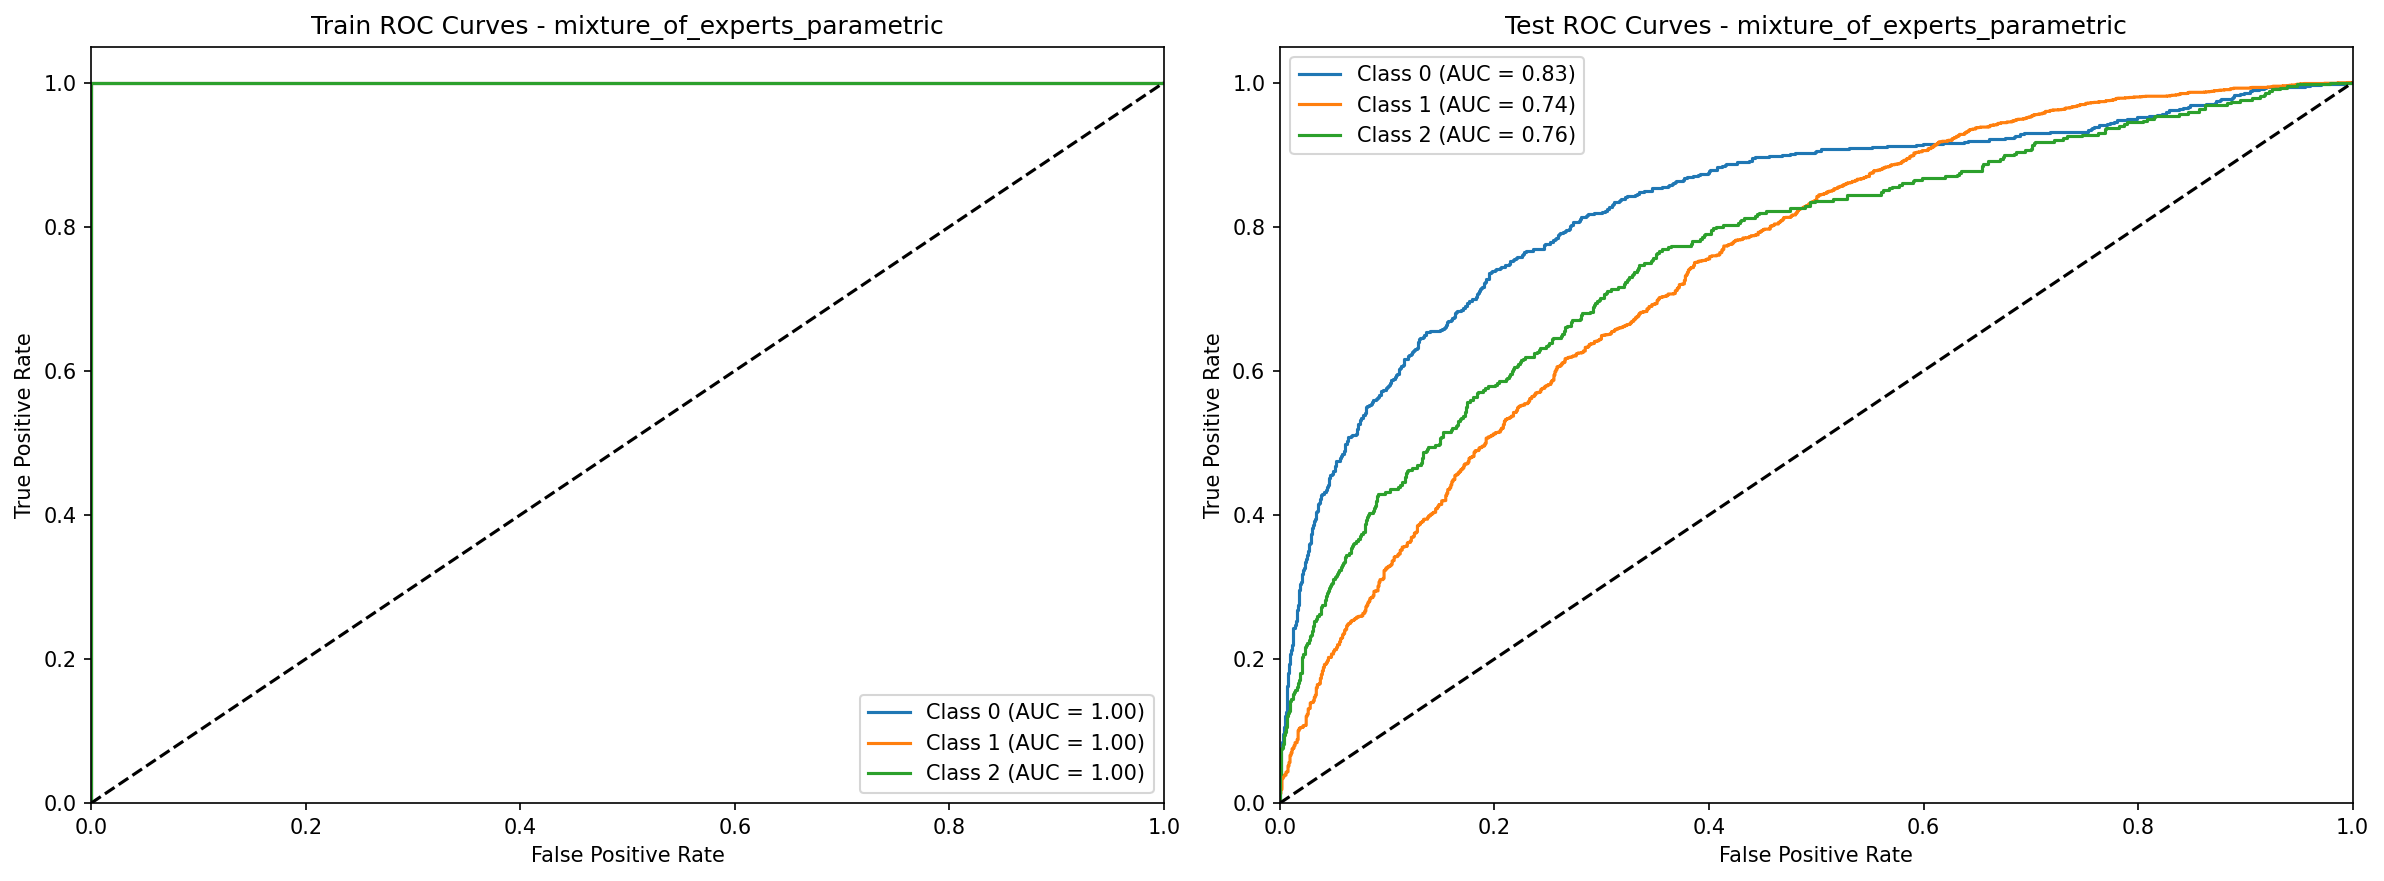 Train ROC Curves - mixture_of_experts_parametric
True Positive Rate
1.0
0.8
0.6
0.4
0.2
0.0
Class 0 (AUC = 1.00)
Class 1 (AUC = 1.00)
Class 2 (AUC = 1.00)
0.0 0.2 0.4 0.6 0.8 1.0
False Positive Rate
Test ROC Curves - mixture_of_experts_parametric
True Positive Rate
1.0
0.8
0.6
0.4
0.2
0.0
Class 0 (AUC = 0.83)
Class 1 (AUC = 0.74)
Class 2 (AUC = 0.76)
0.0 0.2 0.4 0.6 0.8 1.0
False Positive Rate